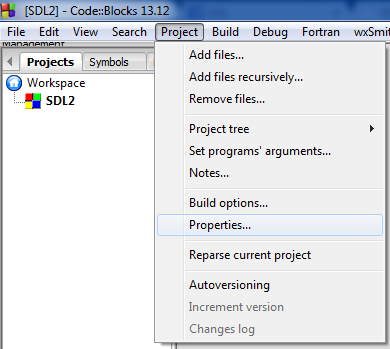 [SDL2] - Code::Blocks 13.12
File Edit View Search Project Build Debug Fortran wxSmit
Management
Projects Symbols
Workspace
SDL2
Add files...
Add files recursively...
Remove files...
Project tree
Set programs' arguments...
Notes...
Build options...
Properties...
Reparse current project
Autoversioning
Increment version
Changes log